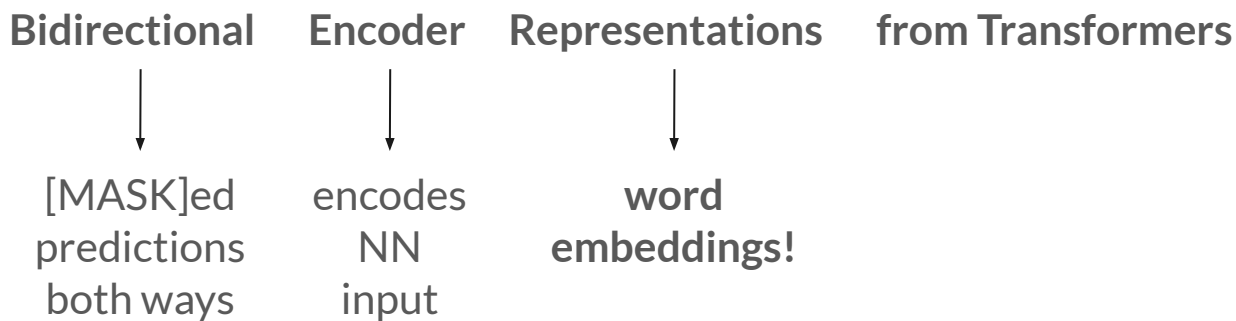 Bidirectional Encoder Representations from Transformers
[MASK]ed encodes word
predictions NN embeddings!
both ways input